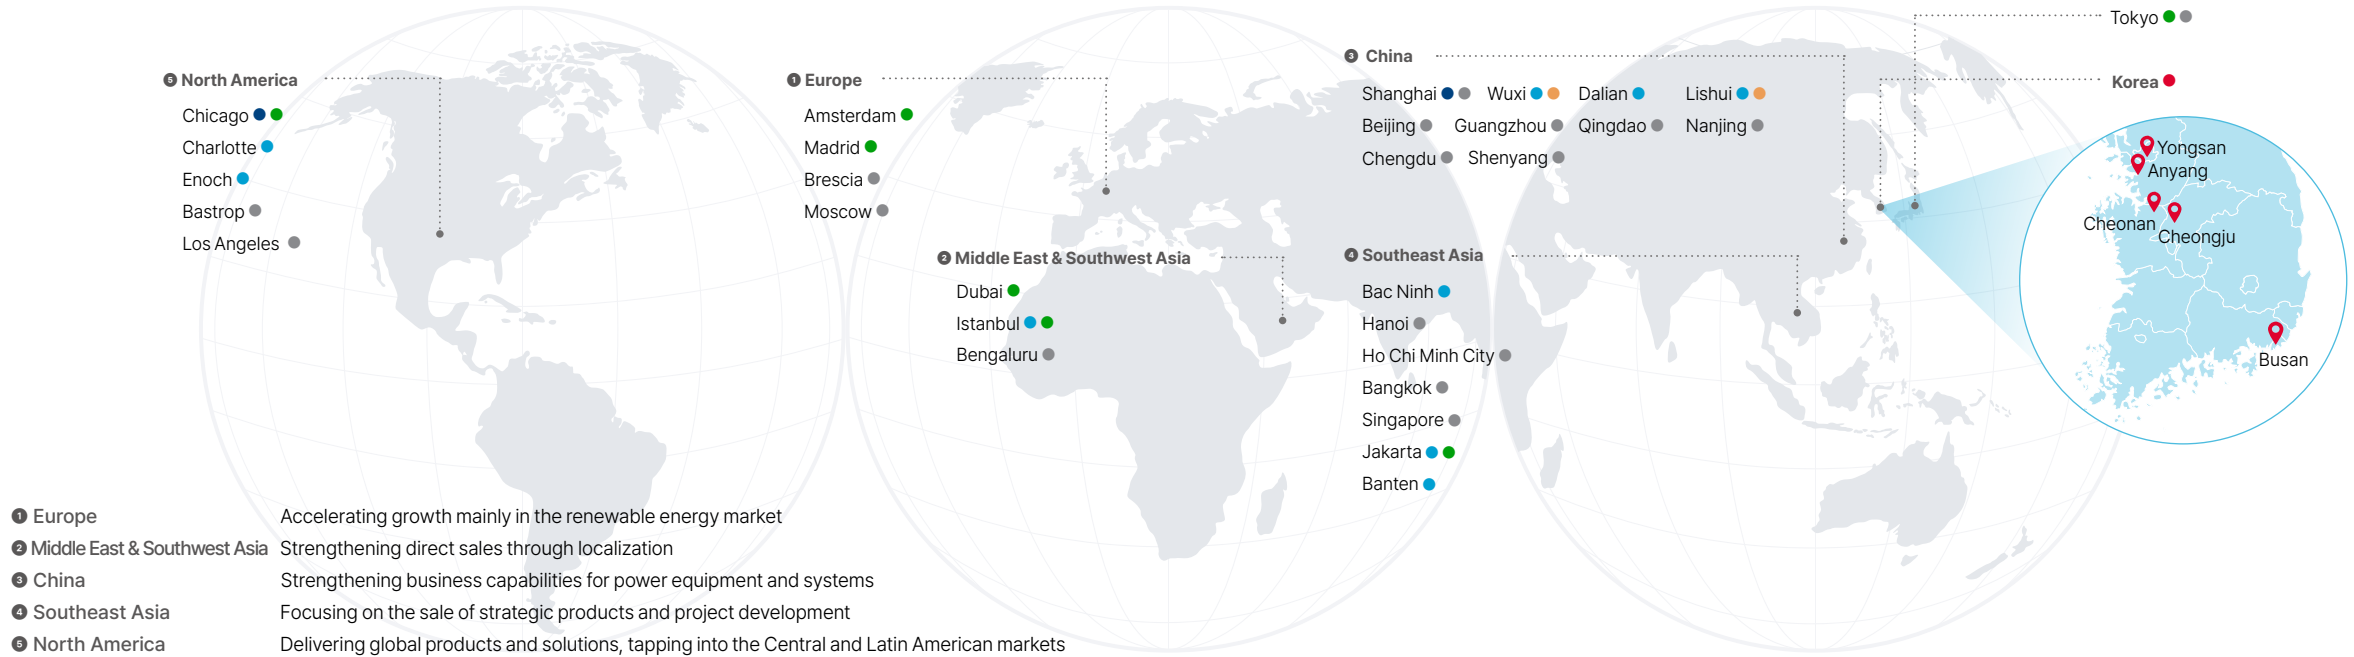 ❺ North America
Chicago
Charlotte
Enoch
Bastrop
Los Angeles
❶ Europe
Amsterdam
Madrid
Brescia
Moscow
❷ Middle East & Southwest Asia
Dubai
Istanbul
Bengaluru
❸ China
Shanghai Wuxi Dalian Lishui
Beijing Guangzhou Qingdao Nanjing
Chengdu Shenyang
❹ Southeast Asia
Bac Ninh
Hanoi
Ho Chi Minh City
Bangkok
Singapore
Jakarta
Banten
Tokyo
Korea
Yongsan
Anyang
Cheonan
Cheongju
Busan
❶ Europe Accelerating growth mainly in the renewable energy market
❷ Middle East & Southwest Asia Strengthening direct sales through localization
❸ China Strengthening business capabilities for power equipment and systems
❹ Southeast Asia Focusing on the sale of strategic products and project development
❺ North America Delivering global products and solutions, tapping into the Central and Latin American markets